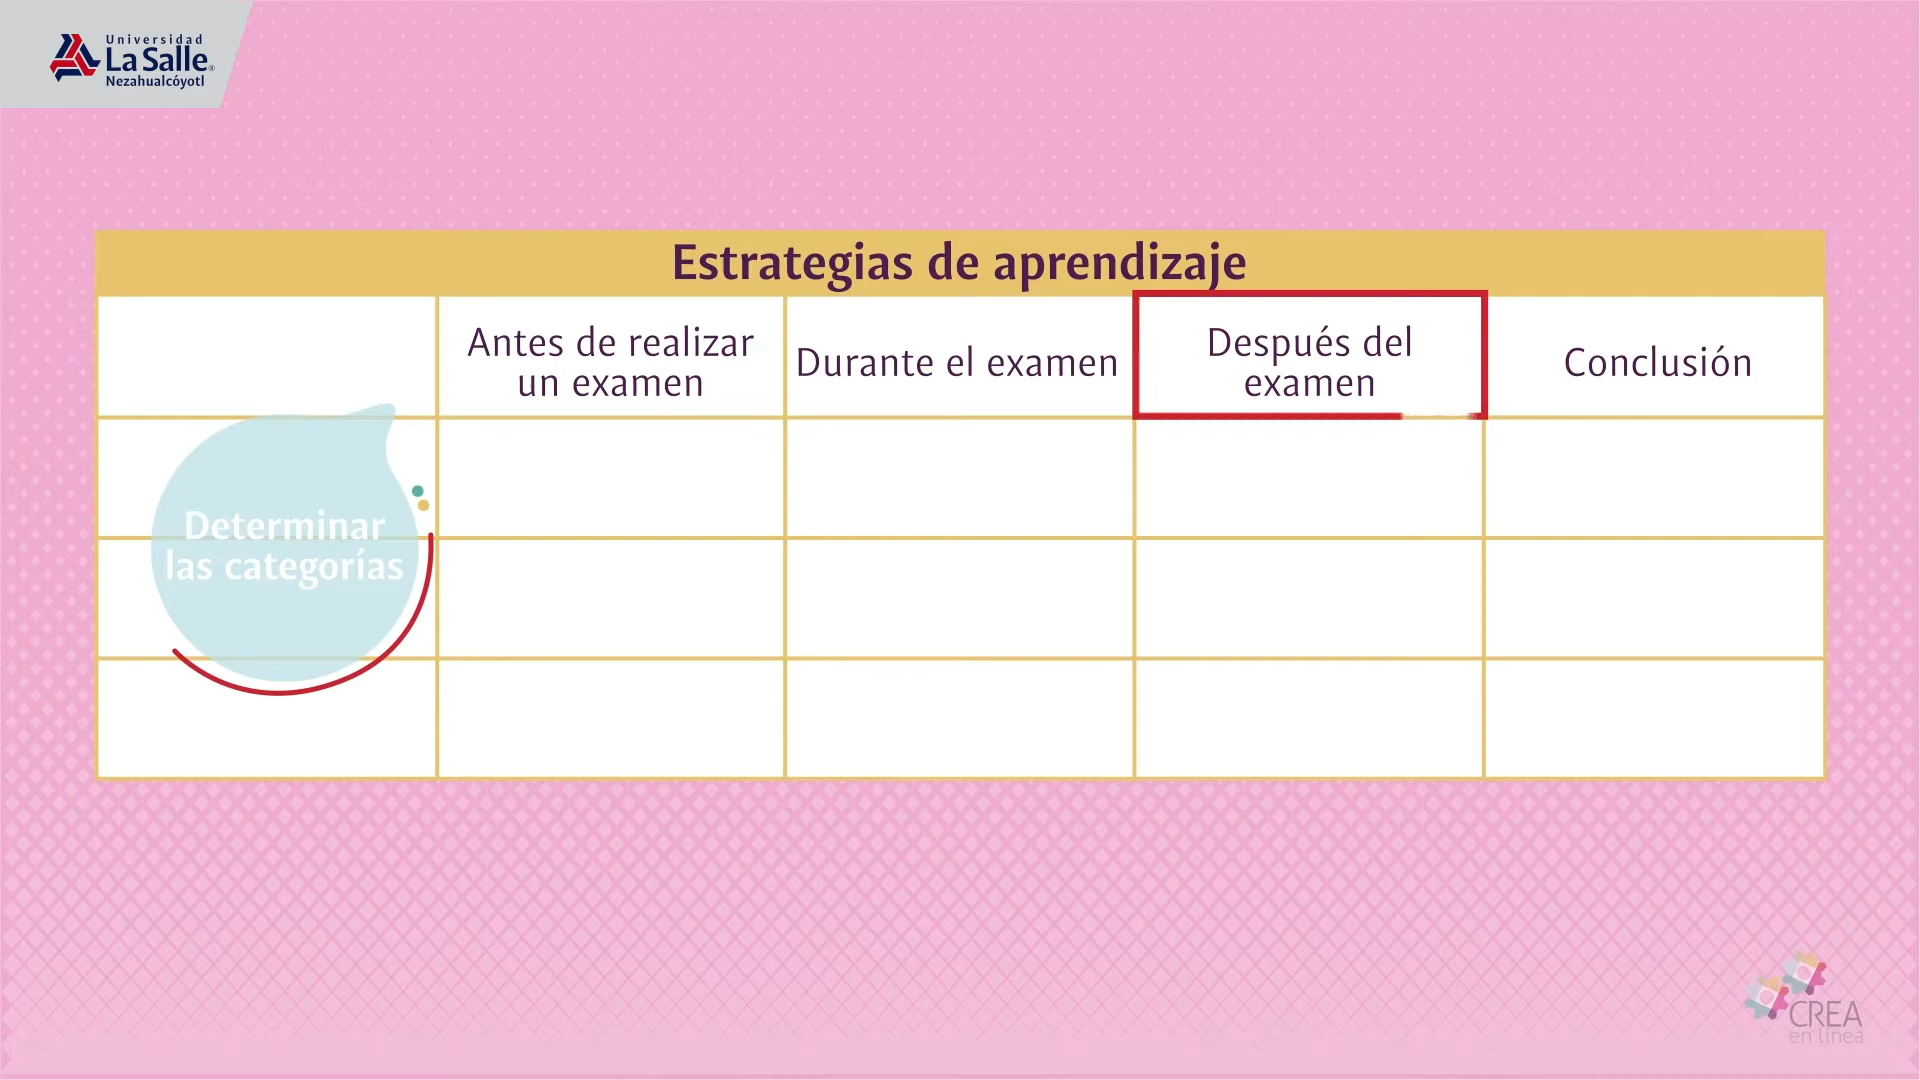 Universidad
La Salle®
Nezahualcóyotl
Estrategias de aprendizaje
Antes de realizar
un examen
Durante el examen
Después del
examen
Conclusión
Determinar
las categorías
CREA
en línea